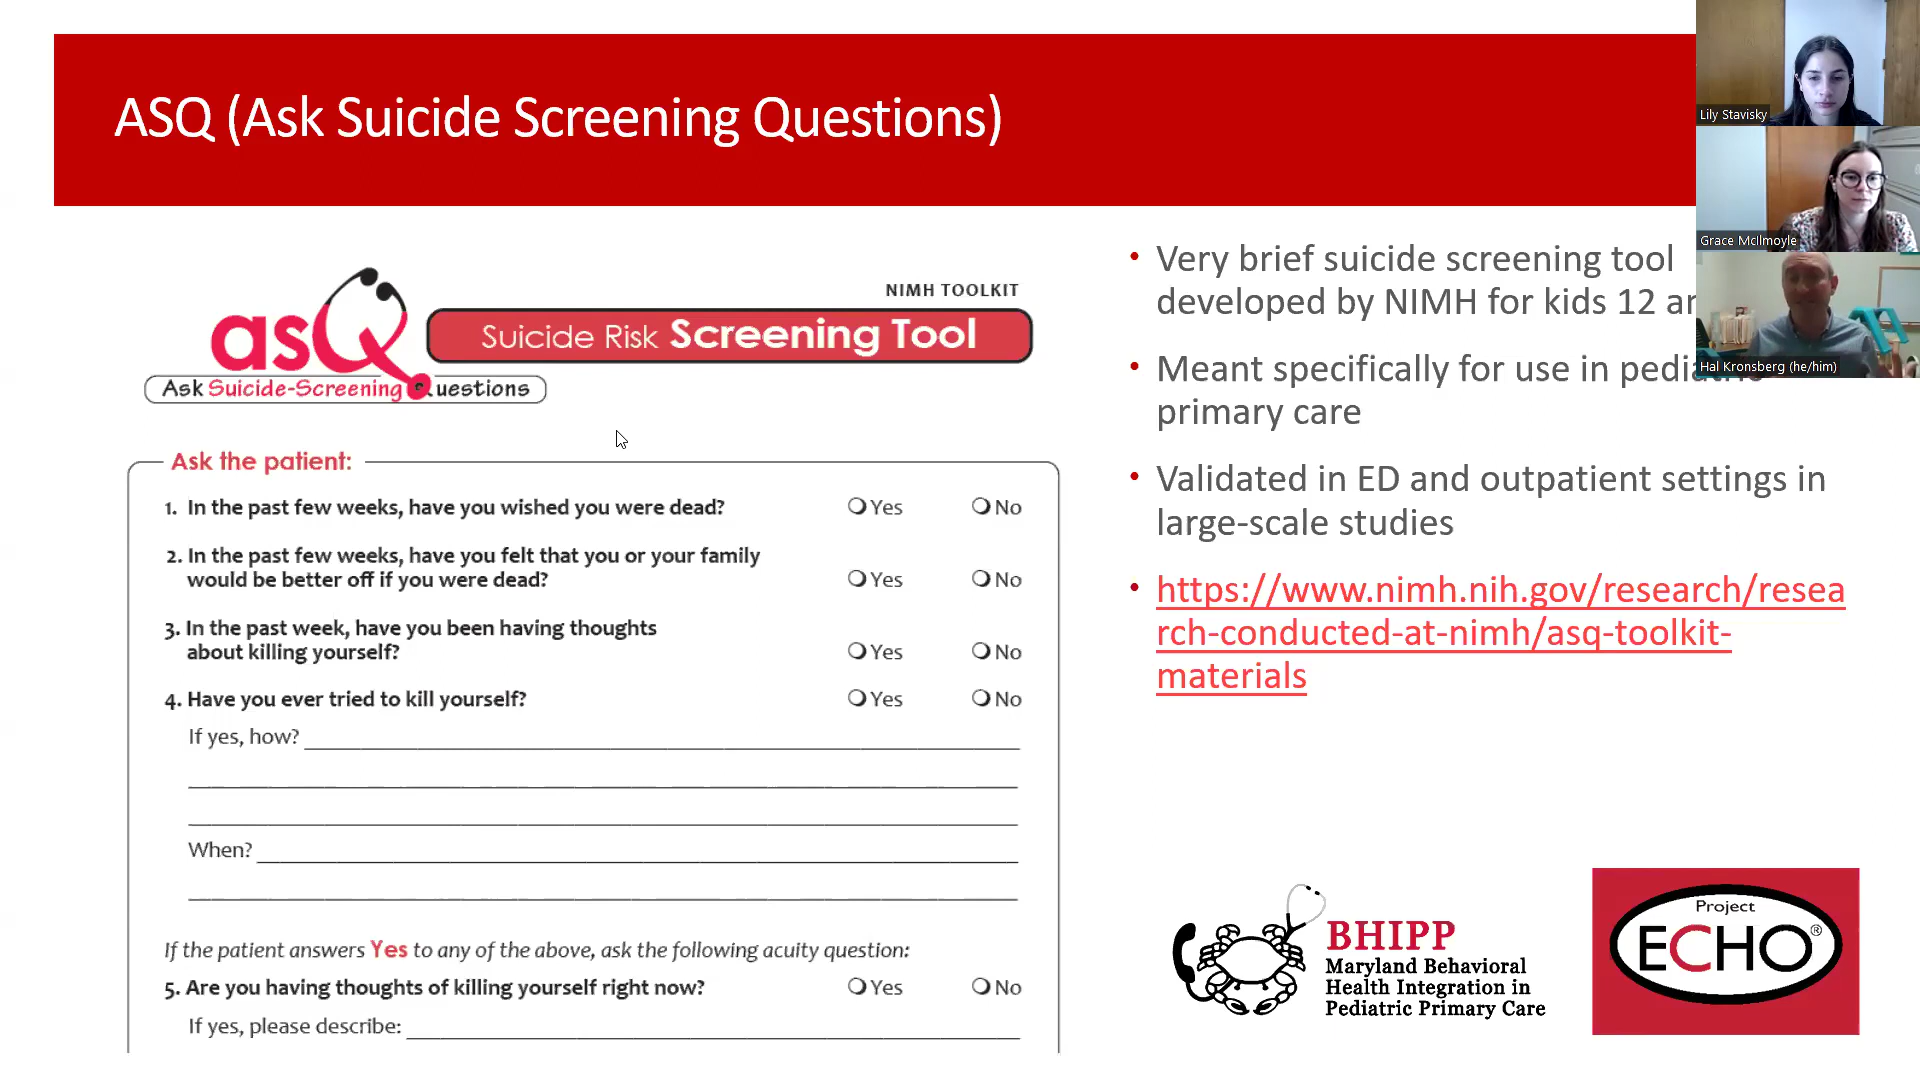 ASQ (Ask Suicide Screening Questions)
Lily Stavisky
Grace McIlmoyle
Hal Kronsberg (he/him)
asQ
Ask Suicide-Screening Questions
NIMH TOOLKIT
Suicide Risk Screening Tool
Ask the patient:
1. In the past few weeks, have you wished you were dead? Yes No
2. In the past few weeks, have you felt that you or your family
would be better off if you were dead? Yes No
3. In the past week, have you been having thoughts
about killing yourself? Yes No
4. Have you ever tried to kill yourself? Yes No
If yes, how?
When?
If the patient answers Yes to any of the above, ask the following acuity question:
5. Are you having thoughts of killing yourself right now? Yes No
If yes, please describe:
• Very brief suicide screening tool
developed by NIMH for kids 12
• Meant specifically for use in
primary care
• Validated in ED and outpatient settings in
large-scale studies
• https://www.nimh.nih.gov/research/resea
rch-conducted-at-nimh/asq-toolkit-
materials
BHIPP
Maryland Behavioral
Health Integration in
Pediatric Primary Care
Project
ECHO®